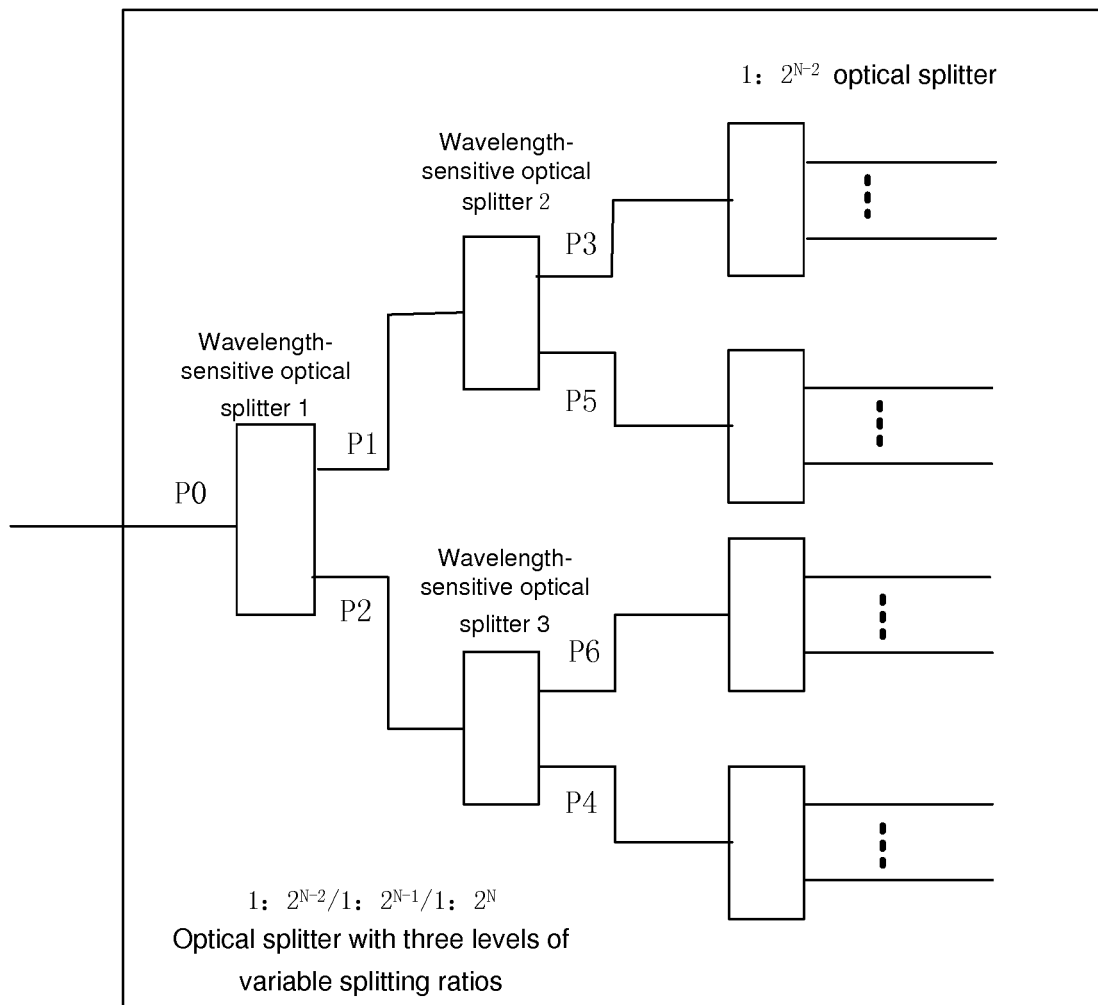 1: 2^{N-2} optical splitter
Wavelength-
sensitive optical
splitter 2
P3
Wavelength-
sensitive optical
splitter 1
P1
P5
P0
Wavelength-
sensitive optical
splitter 3
P2
P6
P4
1: 2^{N-2}/1: 2^{N-1}/1: 2^{N}
Optical splitter with three levels of
variable splitting ratios